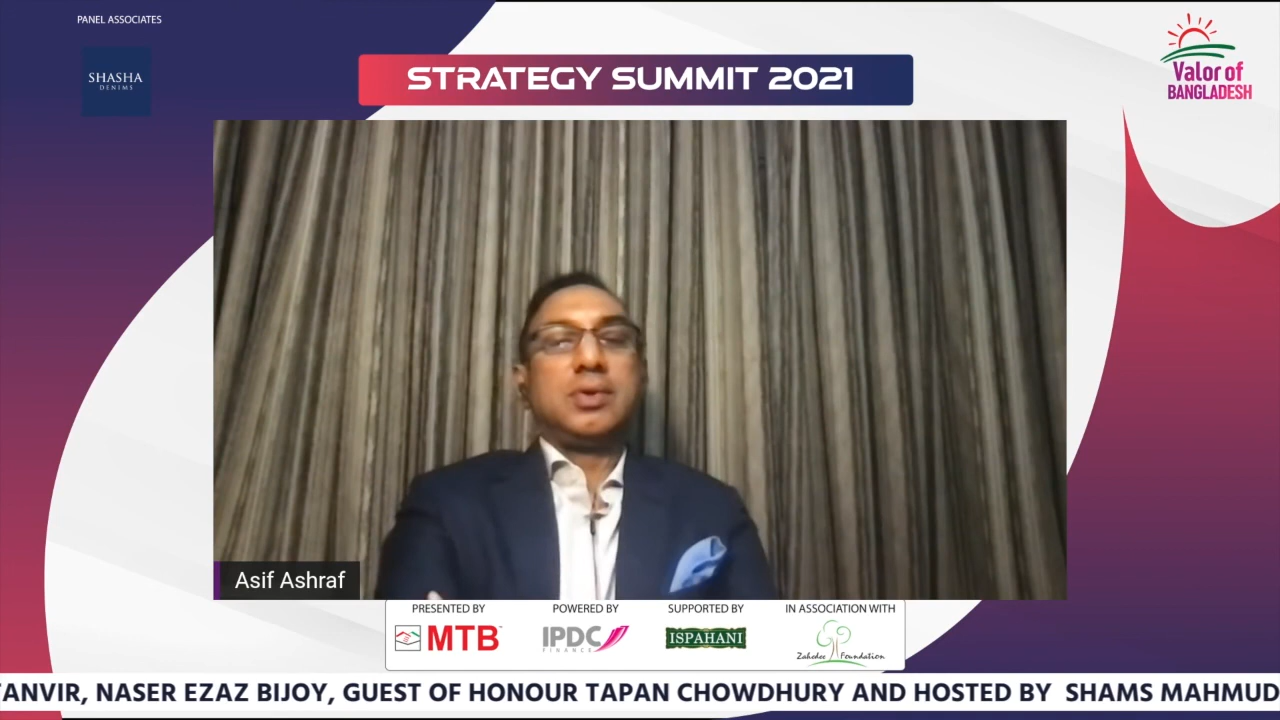 PANEL ASSOCIATES
SHASHA
DENIMS
STRATEGY SUMMIT 2021
Valor of
BANGLADESH
Asif Ashraf
PRESENTED BY
MTB
POWERED BY
IPDC
FINANCE
SUPPORTED BY
ISPAHANI
IN ASSOCIATION WITH
Zahedee Foundation
TANVIR, NASER EZAZ BIJOY, GUEST OF HONOUR TAPAN CHOWDHURY AND HOSTED BY SHAMS MAHMUD